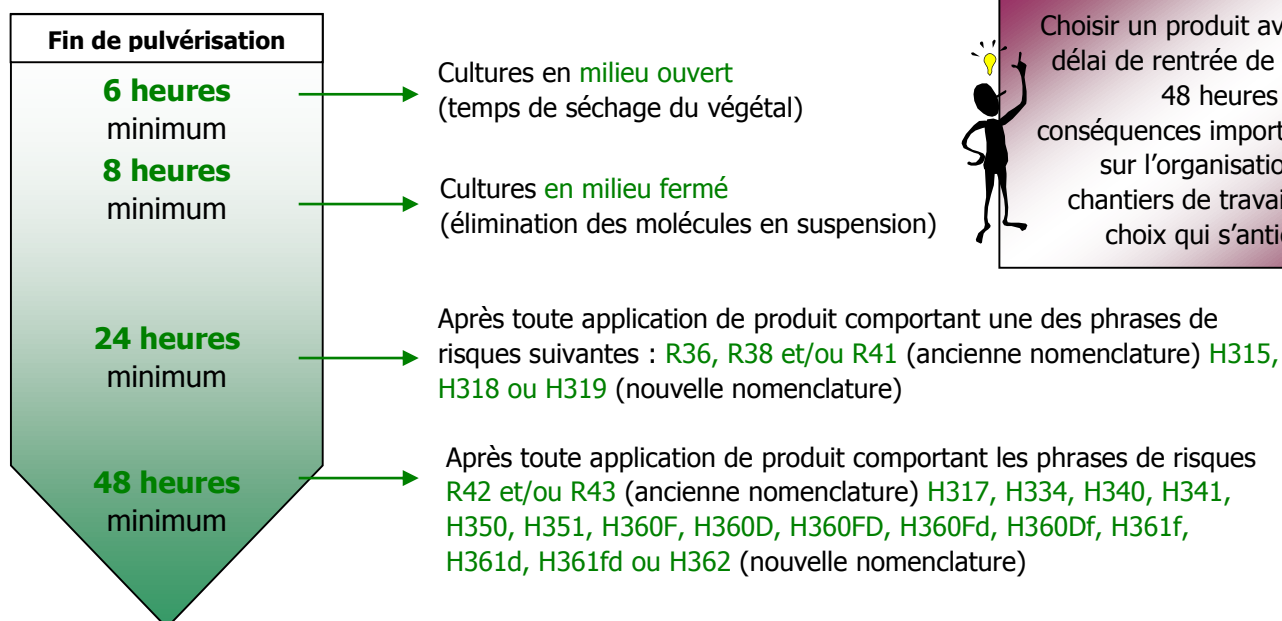 Fin de pulvérisation
6 heures
minimum
8 heures
minimum
24 heures
minimum
48 heures
minimum
Cultures en milieu ouvert
(temps de séchage du végétal)
Cultures en milieu fermé
(élimination des molécules en suspension)
Après toute application de produit comportant une des phrases de
risques suivantes : R36, R38 et/ou R41 (ancienne nomenclature) H315,
H318 ou H319 (nouvelle nomenclature)
Après toute application de produit comportant les phrases de risques
R42 et/ou R43 (ancienne nomenclature) H317, H334, H340, H341,
H350, H351, H360F, H360D, H360FD, H360Fd, H360Df, H361f,
H361d, H361fd ou H362 (nouvelle nomenclature)
Choisir un produit
délai de rentrée de
48 heures
conséquences
sur
chantiers de
choix qui